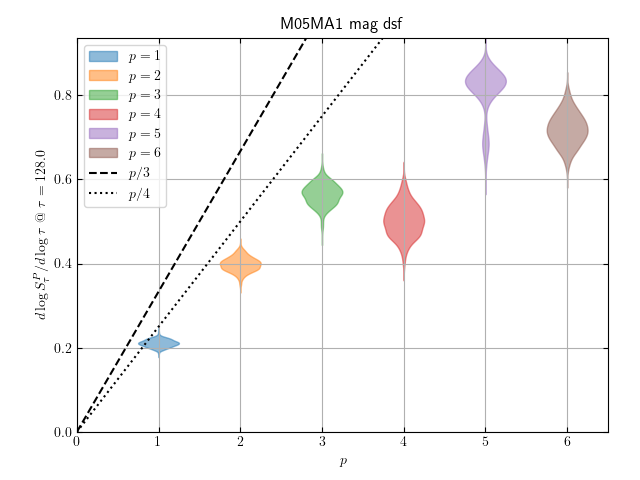 M05MA1 mag dsf
p = 1
p = 2
p = 3
p = 4
p = 5
p = 6
p/3
p/4
d log S_τ^P / d log τ @ τ = 128.0
0.8
0.6
0.4
0.2
0.0
0 1 2 3 4 5 6
p